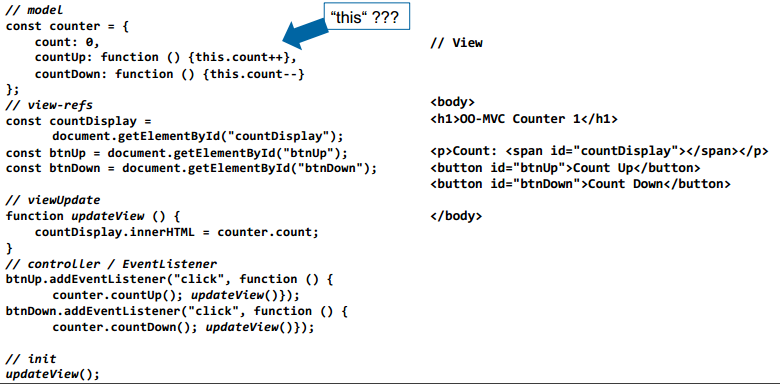 // model
const counter = {
    count: 0,
    countUp: function () {this.count++},
    countDown: function () {this.count--}
};
// view-refs
const countDisplay =
      document.getElementById("countDisplay");
const btnUp = document.getElementById("btnUp");
const btnDown = document.getElementById("btnDown");

// viewUpdate
function updateView () {
    countDisplay.innerHTML = counter.count;
}
// controller / EventListener
btnUp.addEventListener("click", function () {
      counter.countUp(); updateView()});
btnDown.addEventListener("click", function () {
      counter.countDown(); updateView()});

// init
updateView();
“this“ ???
// View
<body>
<h1>OO-MVC Counter 1</h1>

<p>Count: <span id="countDisplay"></span></p>
<button id="btnUp">Count Up</button>
<button id="btnDown">Count Down</button>

</body>